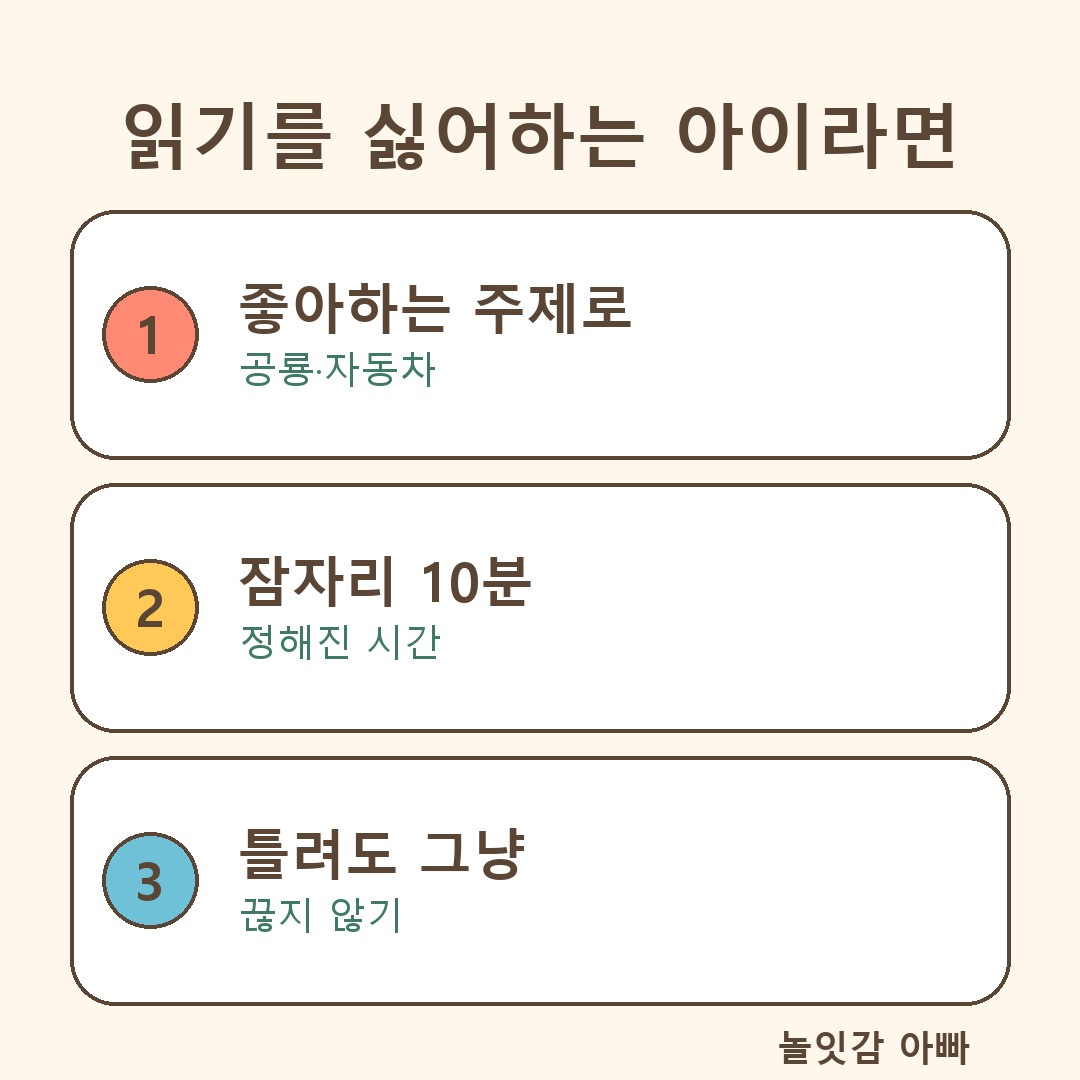 읽기를 싫어하는 아이라면
1
좋아하는 주제로
공룡·자동차
2
잠자리 10분
정해진 시간
3
틀려도 그냥
끊지 않기
놀잇감 아빠